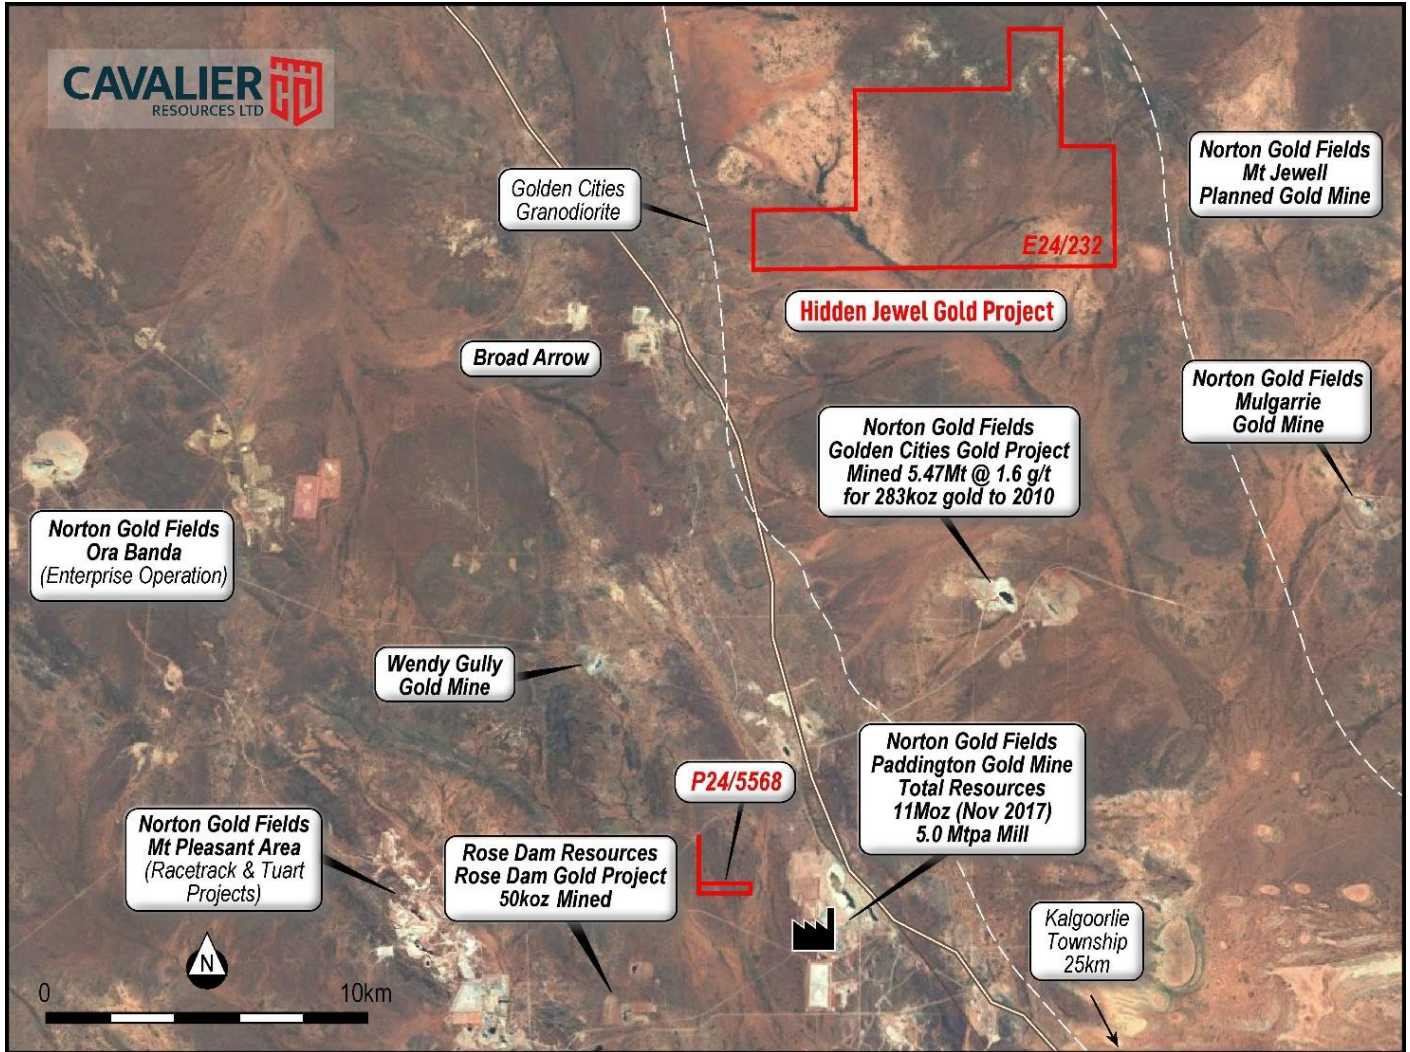 CAVALIER
RESOURCES LTD
Norton Gold Fields
Mt Jewell
Planned Gold Mine
Golden Cities
Granodiorite
E24/232
Hidden Jewel Gold Project
Broad Arrow
Norton Gold Fields
Mulgarrie
Gold Mine
Norton Gold Fields
Golden Cities Gold Project
Mined 5.47Mt @ 1.6 g/t
for 283koz gold to 2010
Norton Gold Fields
Ora Banda
(Enterprise Operation)
Wendy Gully
Gold Mine
Norton Gold Fields
Paddington Gold Mine
Total Resources
11Moz (Nov 2017)
5.0 Mtpa Mill
P24/5568
Norton Gold Fields
Mt Pleasant Area
(Racetrack & Tuart
Projects)
Rose Dam Resources
Rose Dam Gold Project
50koz Mined
Kalgoorlie
Township
25km
N
0 10km